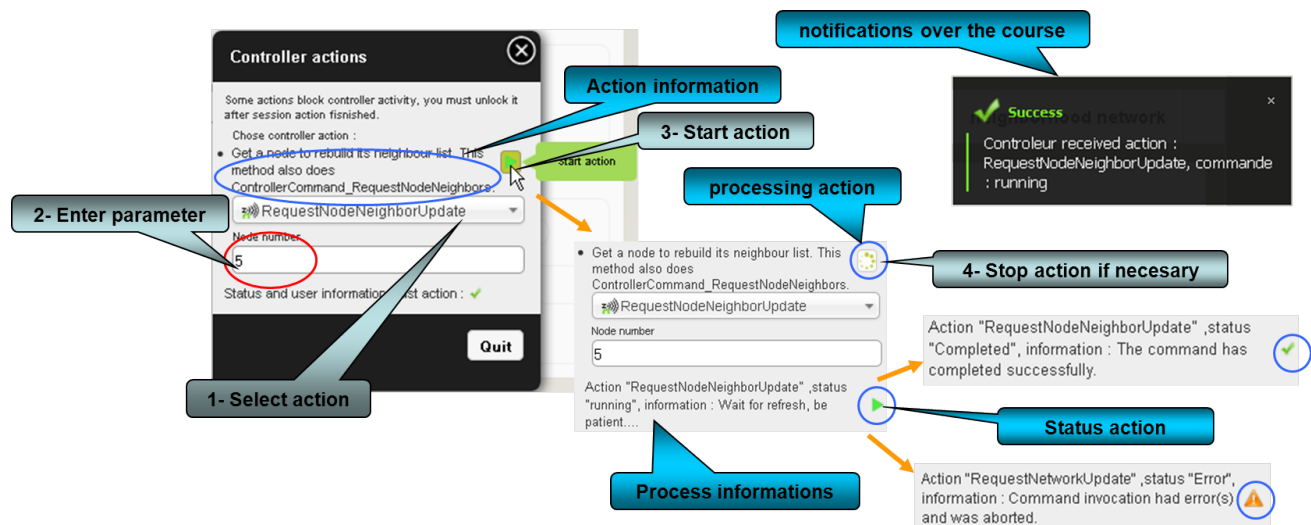 notifications over the course
Controller actions
Some actions block controller activity, you must unlock it
after session action fisnished.
Chose controller action :
Get a node to rebuild its neighbour list. This
method also does
ControllerCommand_RequestNodeNeighbors.
RequestNodeNeighborUpdate
Node number
5
Status and user information last action :
Quit
Action information
3- Start action
Start action
2- Enter parameter
1- Select action
Success
neighborhood network
×
Controleur received action :
RequestNodeNeighborUpdate, commande
: running
processing action
Get a node to rebuild its neighbour list. This
method also does
ControllerCommand_RequestNodeNeighbors.
RequestNodeNeighborUpdate
Node number
5
Action "RequestNodeNeighborUpdate" ,status
"running", information : Wait for refresh, be
patient....
4- Stop action if necesary
Action "RequestNodeNeighborUpdate" ,status
"Completed", information : The command has
completed successfully.
Status action
Process informations
Action "RequestNetworkUpdate" ,status "Error",
information : Command invocation had error(s)
and was aborted.